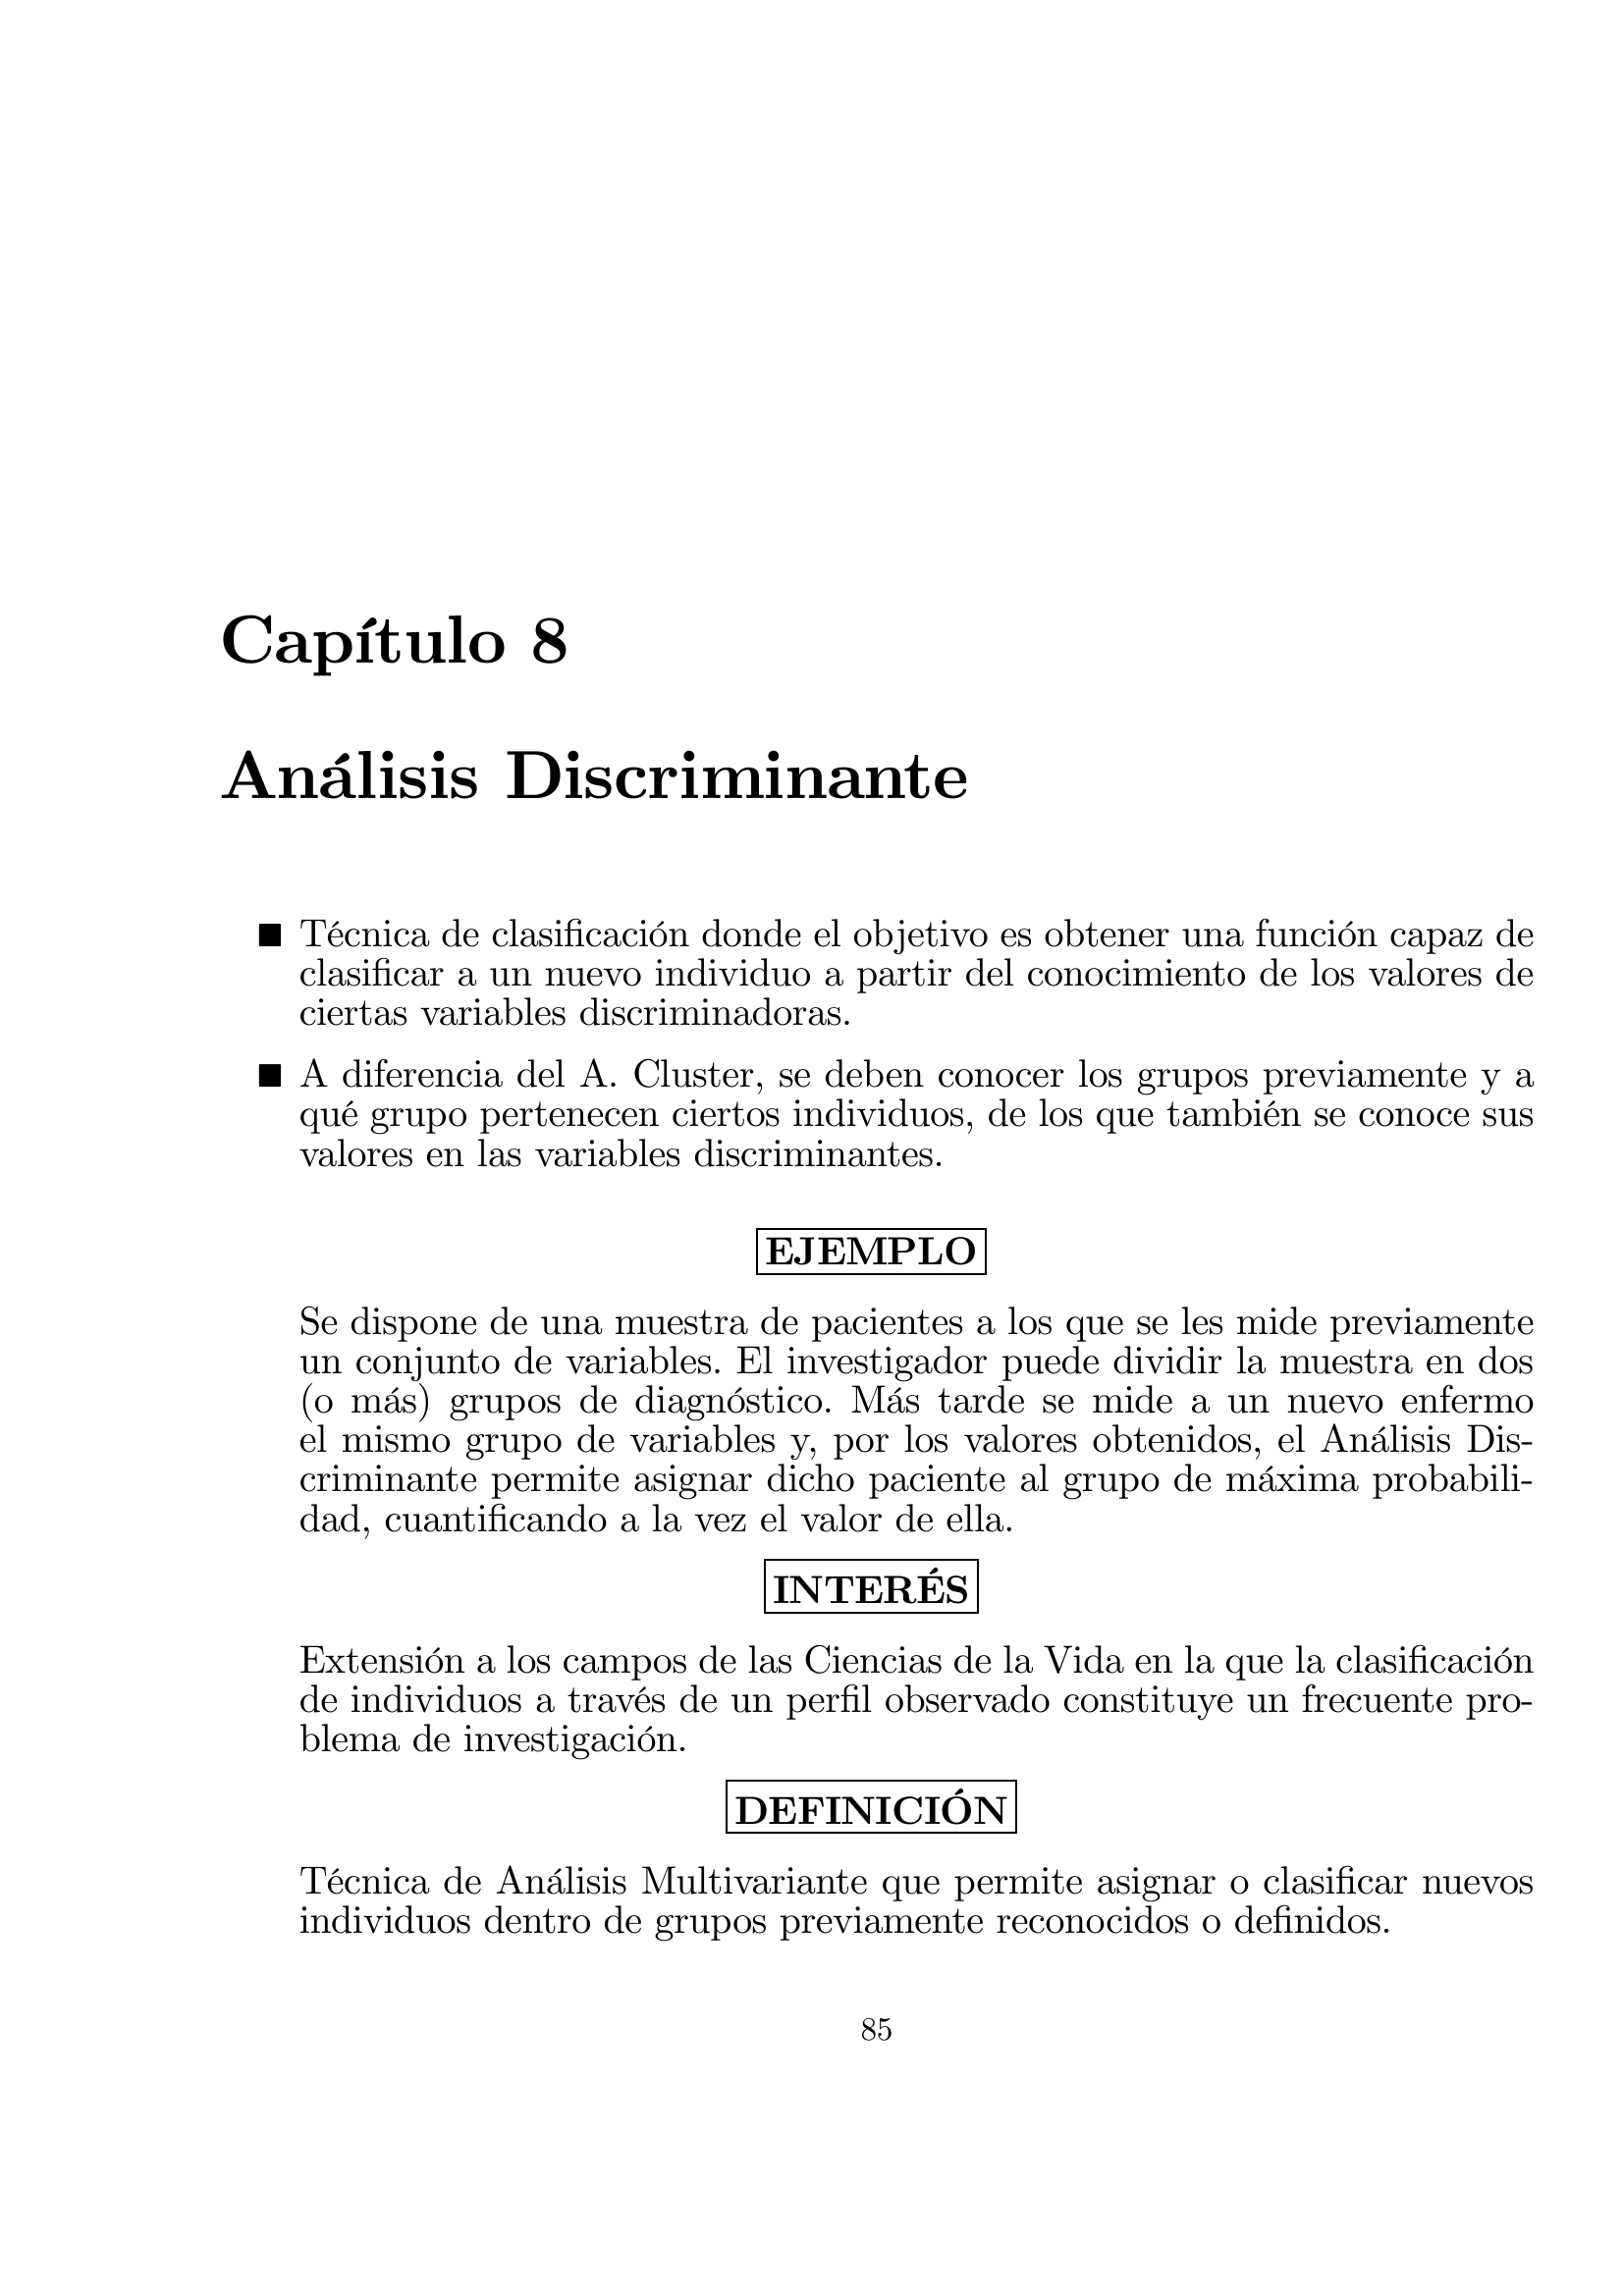 Capítulo 8
Análisis Discriminante
■ Técnica de clasificación donde el objetivo es obtener una función capaz de
clasificar a un nuevo individuo a partir del conocimiento de los valores de
ciertas variables discriminadoras.
■ A diferencia del A. Cluster, se deben conocer los grupos previamente y a
qué grupo pertenecen ciertos individuos, de los que también se conoce sus
valores en las variables discriminantes.
EJEMPLO
Se dispone de una muestra de pacientes a los que se les mide previamente
un conjunto de variables. El investigador puede dividir la muestra en dos
(o más) grupos de diagnóstico. Más tarde se mide a un nuevo enfermo
el mismo grupo de variables y, por los valores obtenidos, el Análisis Dis-
criminante permite asignar dicho paciente al grupo de máxima probabili-
dad, cuantificando a la vez el valor de ella.
INTERÉS
Extensión a los campos de las Ciencias de la Vida en la que la clasificación
de individuos a través de un perfil observado constituye un frecuente pro-
blema de investigación.
DEFINICIÓN
Técnica de Análisis Multivariante que permite asignar o clasificar nuevos
individuos dentro de grupos previamente reconocidos o definidos.
85